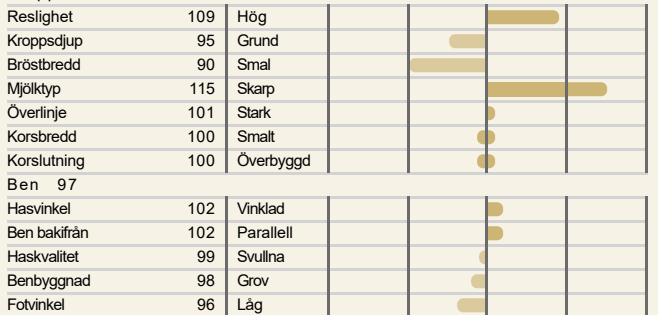 Reslighet 109 Hög
Kroppsdjup 95 Grund
Bröstbredd 90 Smal
Mjölktyp 115 Skarp
Överlinje 101 Stark
Korsbredd 100 Smalt
Korslutning 100 Överbyggd
Ben 97
Hasvinkel 102 Vinklad
Ben bakifrån 102 Parallell
Haskvalitet 99 Svullna
Benbyggnad 98 Grov
Fotvinkel 96 Låg